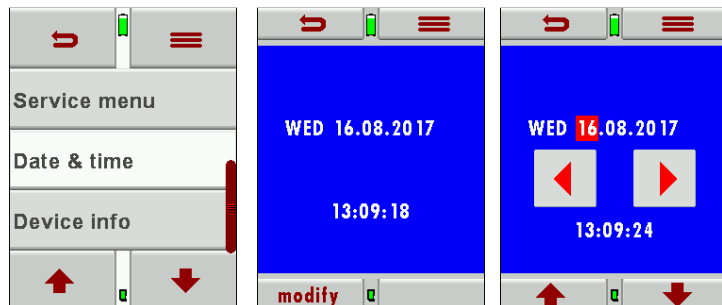 Service menu
Date & time
Device info
WED 16.08.2017
13:09:18
modify
WED 16.08.2017
13:09:24